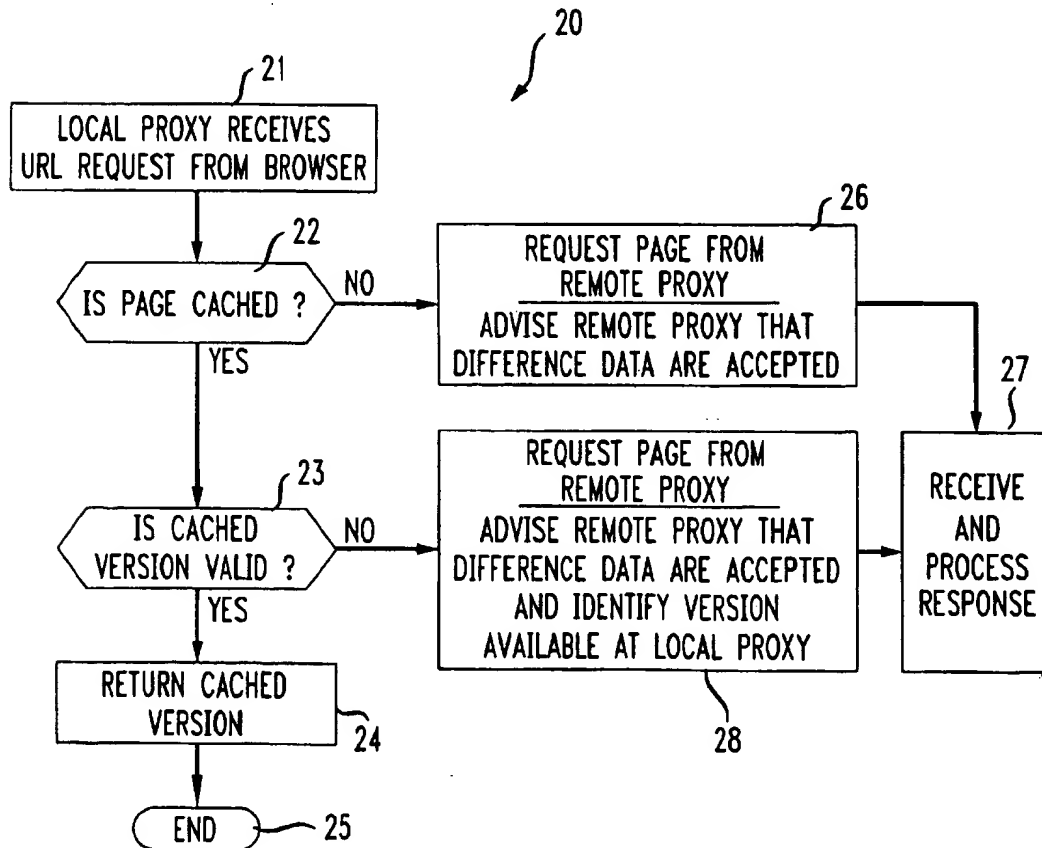 20
21
LOCAL PROXY RECEIVES
URL REQUEST FROM BROWSER
22
IS PAGE CACHED ?
NO
YES
26
REQUEST PAGE FROM
REMOTE PROXY
ADVISE REMOTE PROXY THAT
DIFFERENCE DATA ARE ACCEPTED
27
RECEIVE
AND
PROCESS
RESPONSE
23
IS CACHED
VERSION VALID ?
NO
YES
REQUEST PAGE FROM
REMOTE PROXY
ADVISE REMOTE PROXY THAT
DIFFERENCE DATA ARE ACCEPTED
AND IDENTIFY VERSION
AVAILABLE AT LOCAL PROXY
28
RETURN CACHED
VERSION
24
END
25